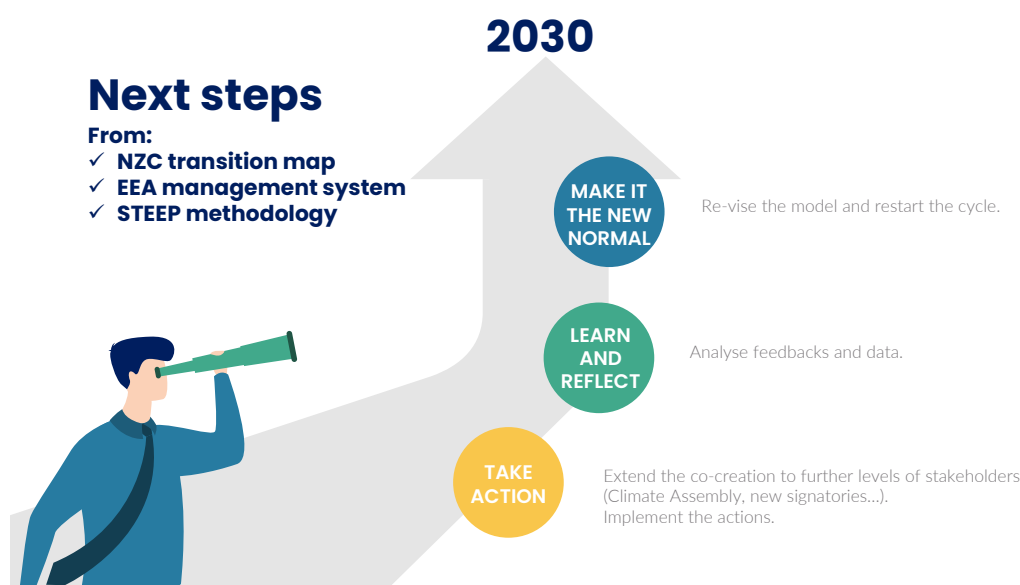 2030
Next steps
From:
✓ NZC transition map
✓ EEA management system
✓ STEEP methodology
MAKE IT
THE NEW
NORMAL
Re-vise the model and restart the cycle.
LEARN
AND
REFLECT
Analyse feedbacks and data.
TAKE
ACTION
Extend the co-creation to further levels of stakeholders
(Climate Assembly, new signatories...).
Implement the actions.